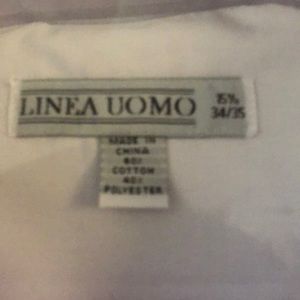 LINEA UOMO
15½
34/35
MADE IN
CHINA
60%
COTTON
40%
POLYESTER